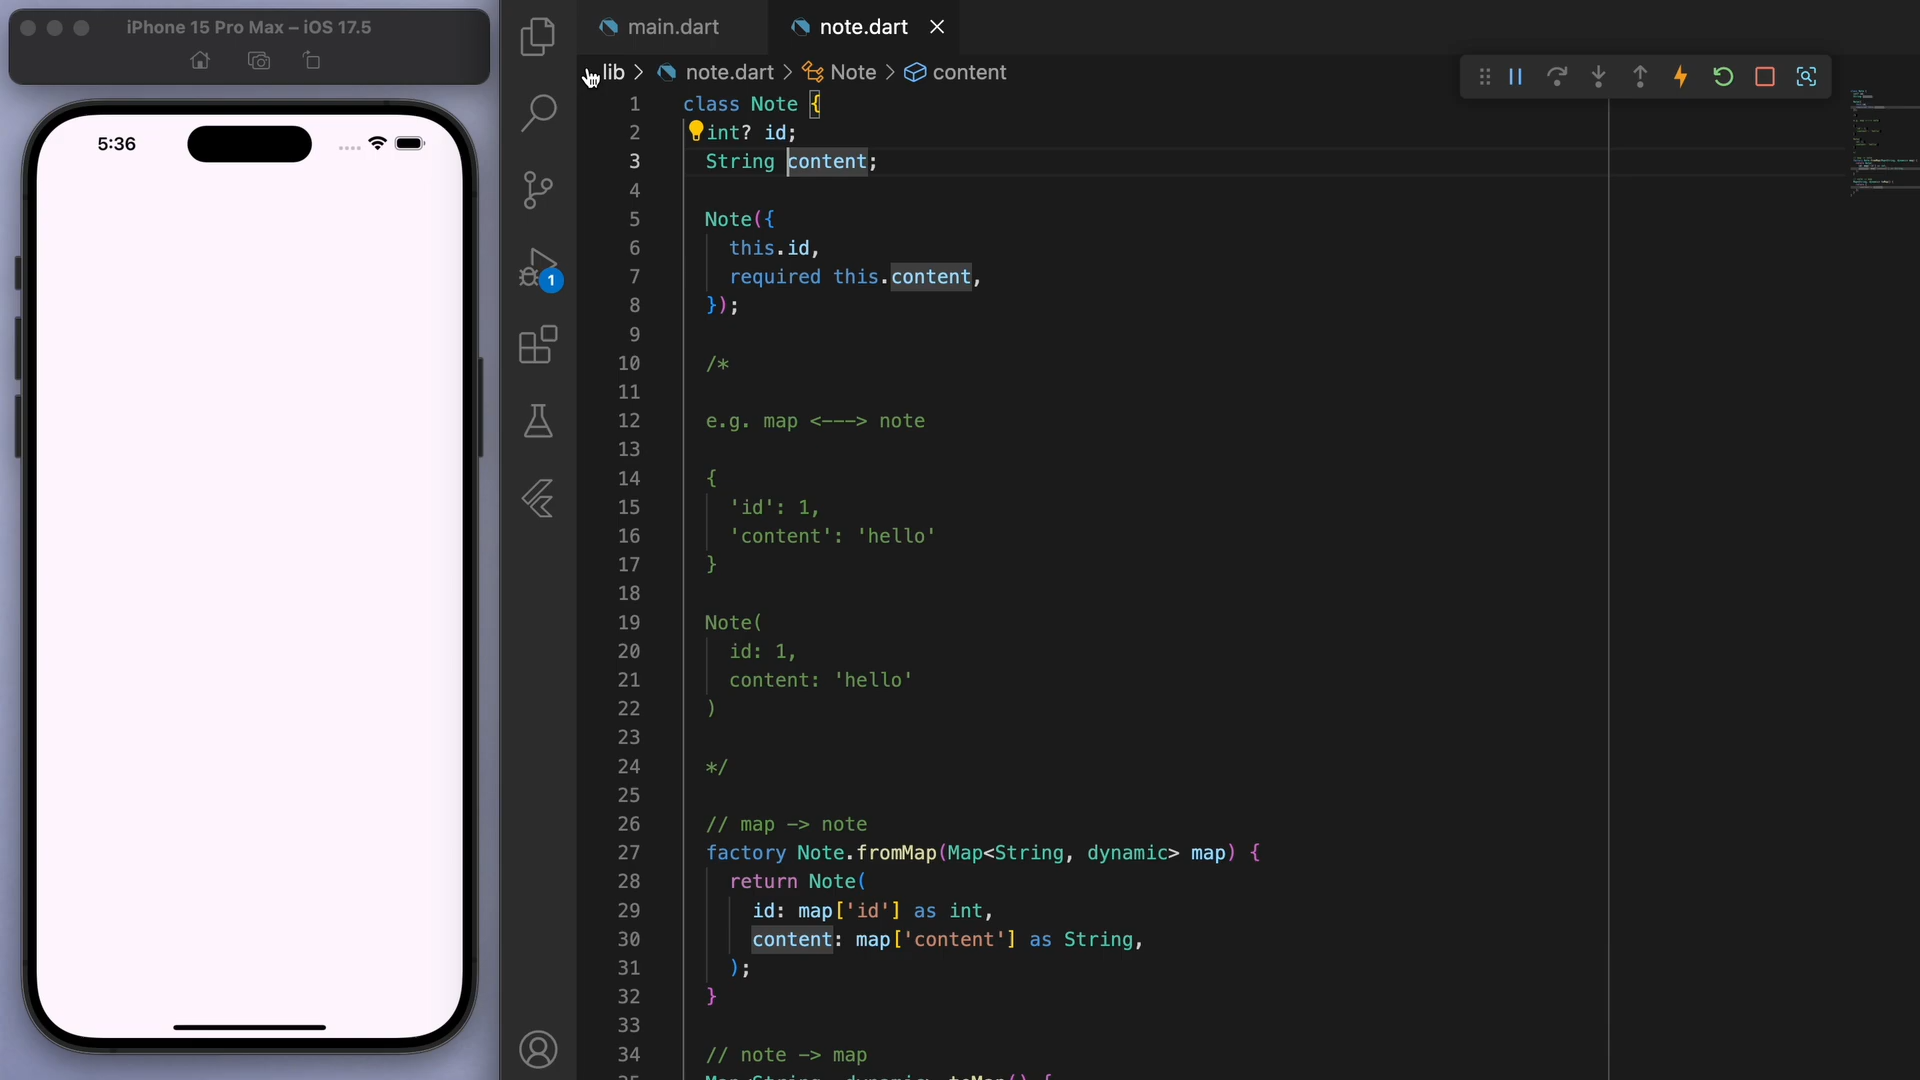 iPhone 15 Pro Max – iOS 17.5
5:36
1
main.dart
note.dart
lib > note.dart > Note > content
1 class Note {
2 int? id;
3 String content;
4
5 Note({
6 this.id,
7 required this.content,
8 });
9
10 /*
11
12 e.g. map <---> note
13
14 {
15 'id': 1,
16 'content': 'hello'
17 }
18
19 Note(
20 id: 1,
21 content: 'hello'
22 )
23
24 */
25
26 // map -> note
27 factory Note.fromMap(Map<String, dynamic> map) {
28 return Note(
29 id: map['id'] as int,
30 content: map['content'] as String,
31 );
32 }
33
34 // note -> map
35 Map<String, dynamic> toMap() {